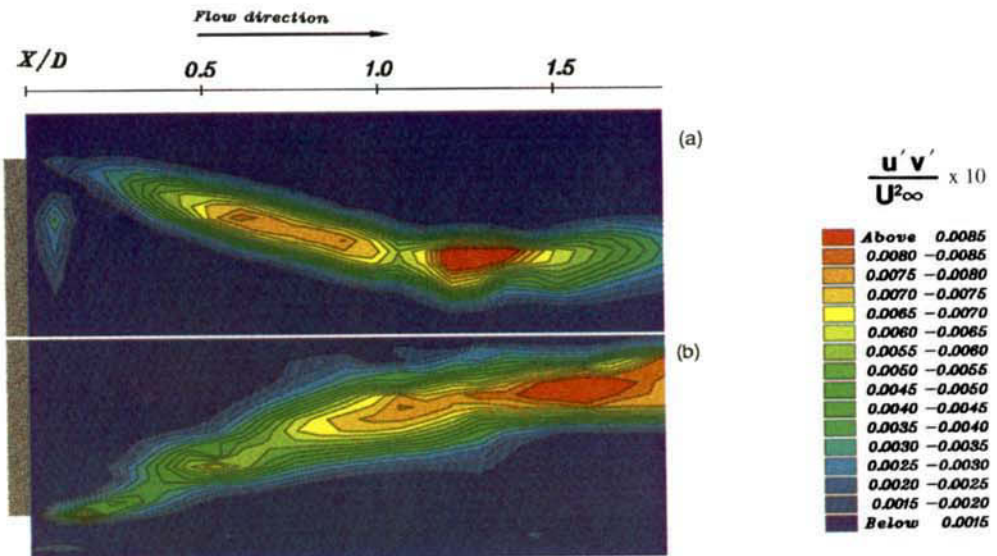 Flow direction
X/D
0.5
1.0
1.5
(a)
(b)
u′ v′
U²∞
x 10
Above 0.0085
0.0080 –0.0085
0.0075 –0.0080
0.0070 –0.0075
0.0065 –0.0070
0.0060 –0.0065
0.0055 –0.0060
0.0050 –0.0055
0.0045 –0.0050
0.0040 –0.0045
0.0035 –0.0040
0.0030 –0.0035
0.0025 –0.0030
0.0020 –0.0025
0.0015 –0.0020
Below 0.0015